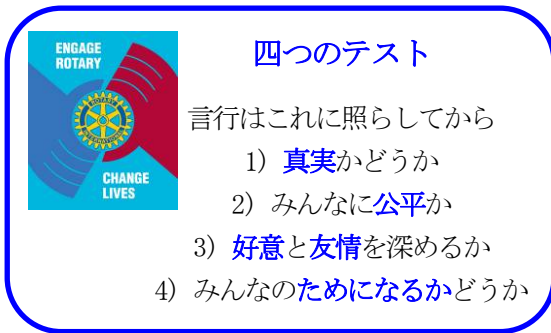 ENGAGE
ROTARY
ROTARY
INTERNATIONAL
CHANGE
LIVES
四つのテスト
言行はこれに照らしてから
1) 真実かどうか
2) みんなに公平か
3) 好意と友情を深めるか
4) みんなのためになるかどうか